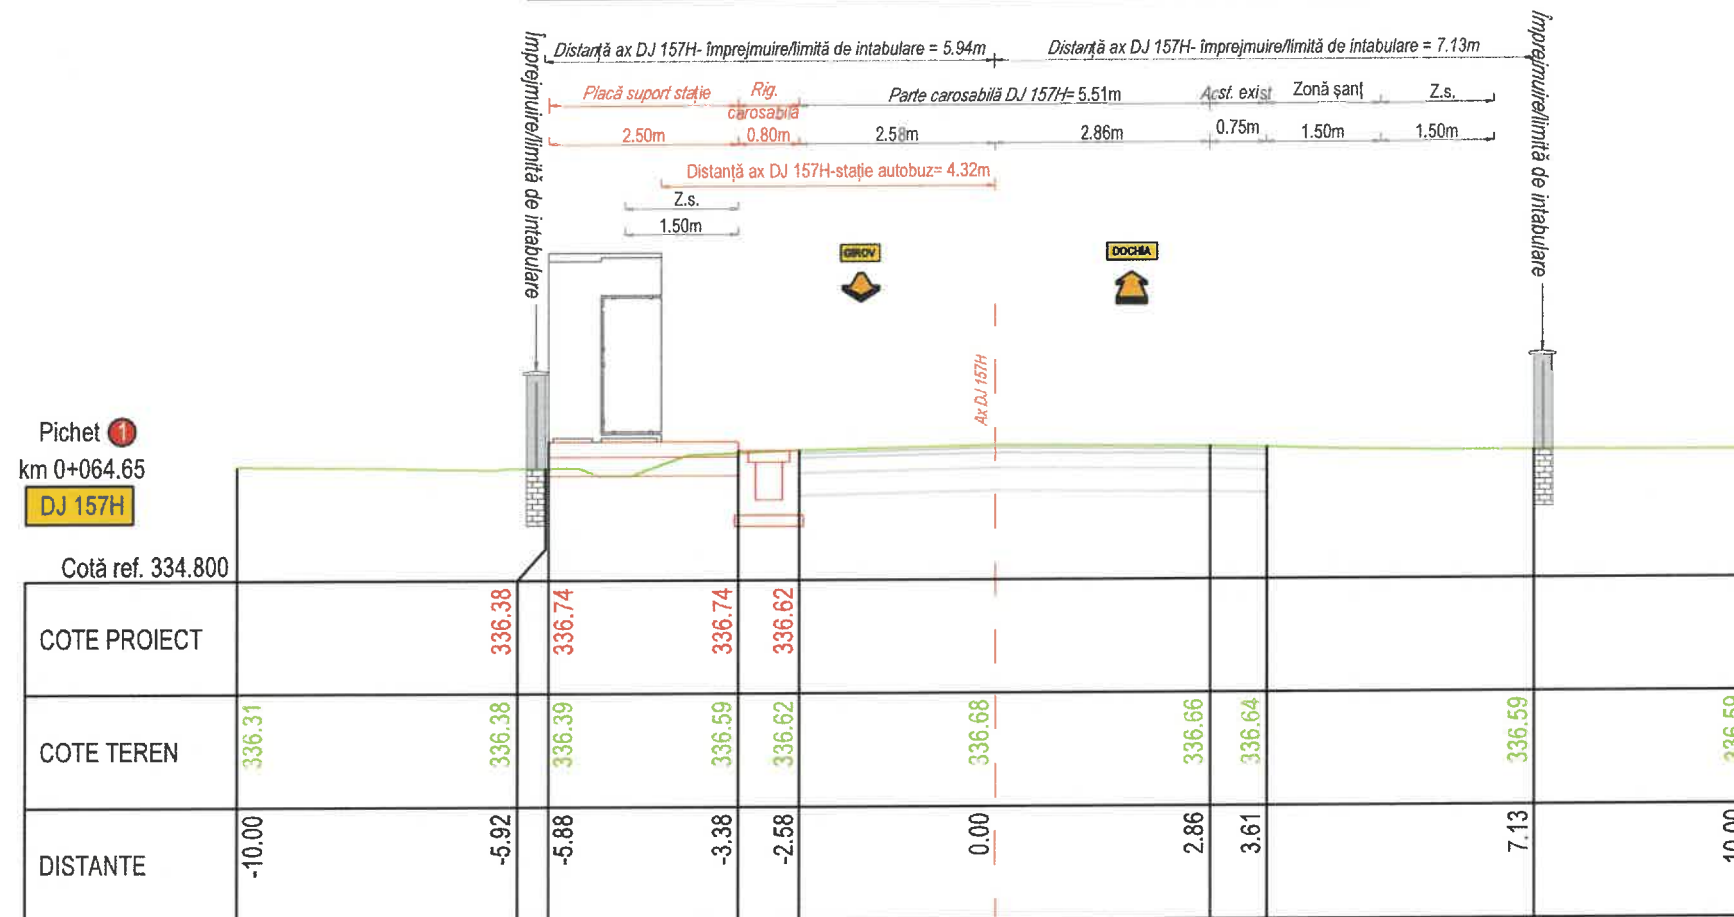 Distanță ax DJ 157H- împrejmuire/limită de intabulare = 5.94m
Distanță ax DJ 157H- împrejmuire/limită de intabulare = 7.13m
Împrejmuire/limită de intabulare
Împrejmuire/limită de intabulare
Placă suport stație
Rig.
carosabilă
Parte carosabilă DJ 157H= 5.51m
Acst. exist
Zonă șanț
Z.s.
2.50m
0.80m
2.58m
2.86m
0.75m
1.50m
1.50m
Distanță ax DJ 157H-stație autobuz= 4.32m
Z.s.
1.50m
GIROV
DOCHIA
Ax DJ 157H
Pichet 1
km 0+064.65
DJ 157H
Cotă ref. 334.800
COTE PROIECT
336.38
336.74
336.74
336.62
COTE TEREN
336.31
336.38
336.39
336.59
336.62
336.68
336.66
336.64
336.59
336.59
DISTANTE
-10.00
-5.92
-5.88
-3.38
-2.58
0.00
2.86
3.61
7.13
10.00